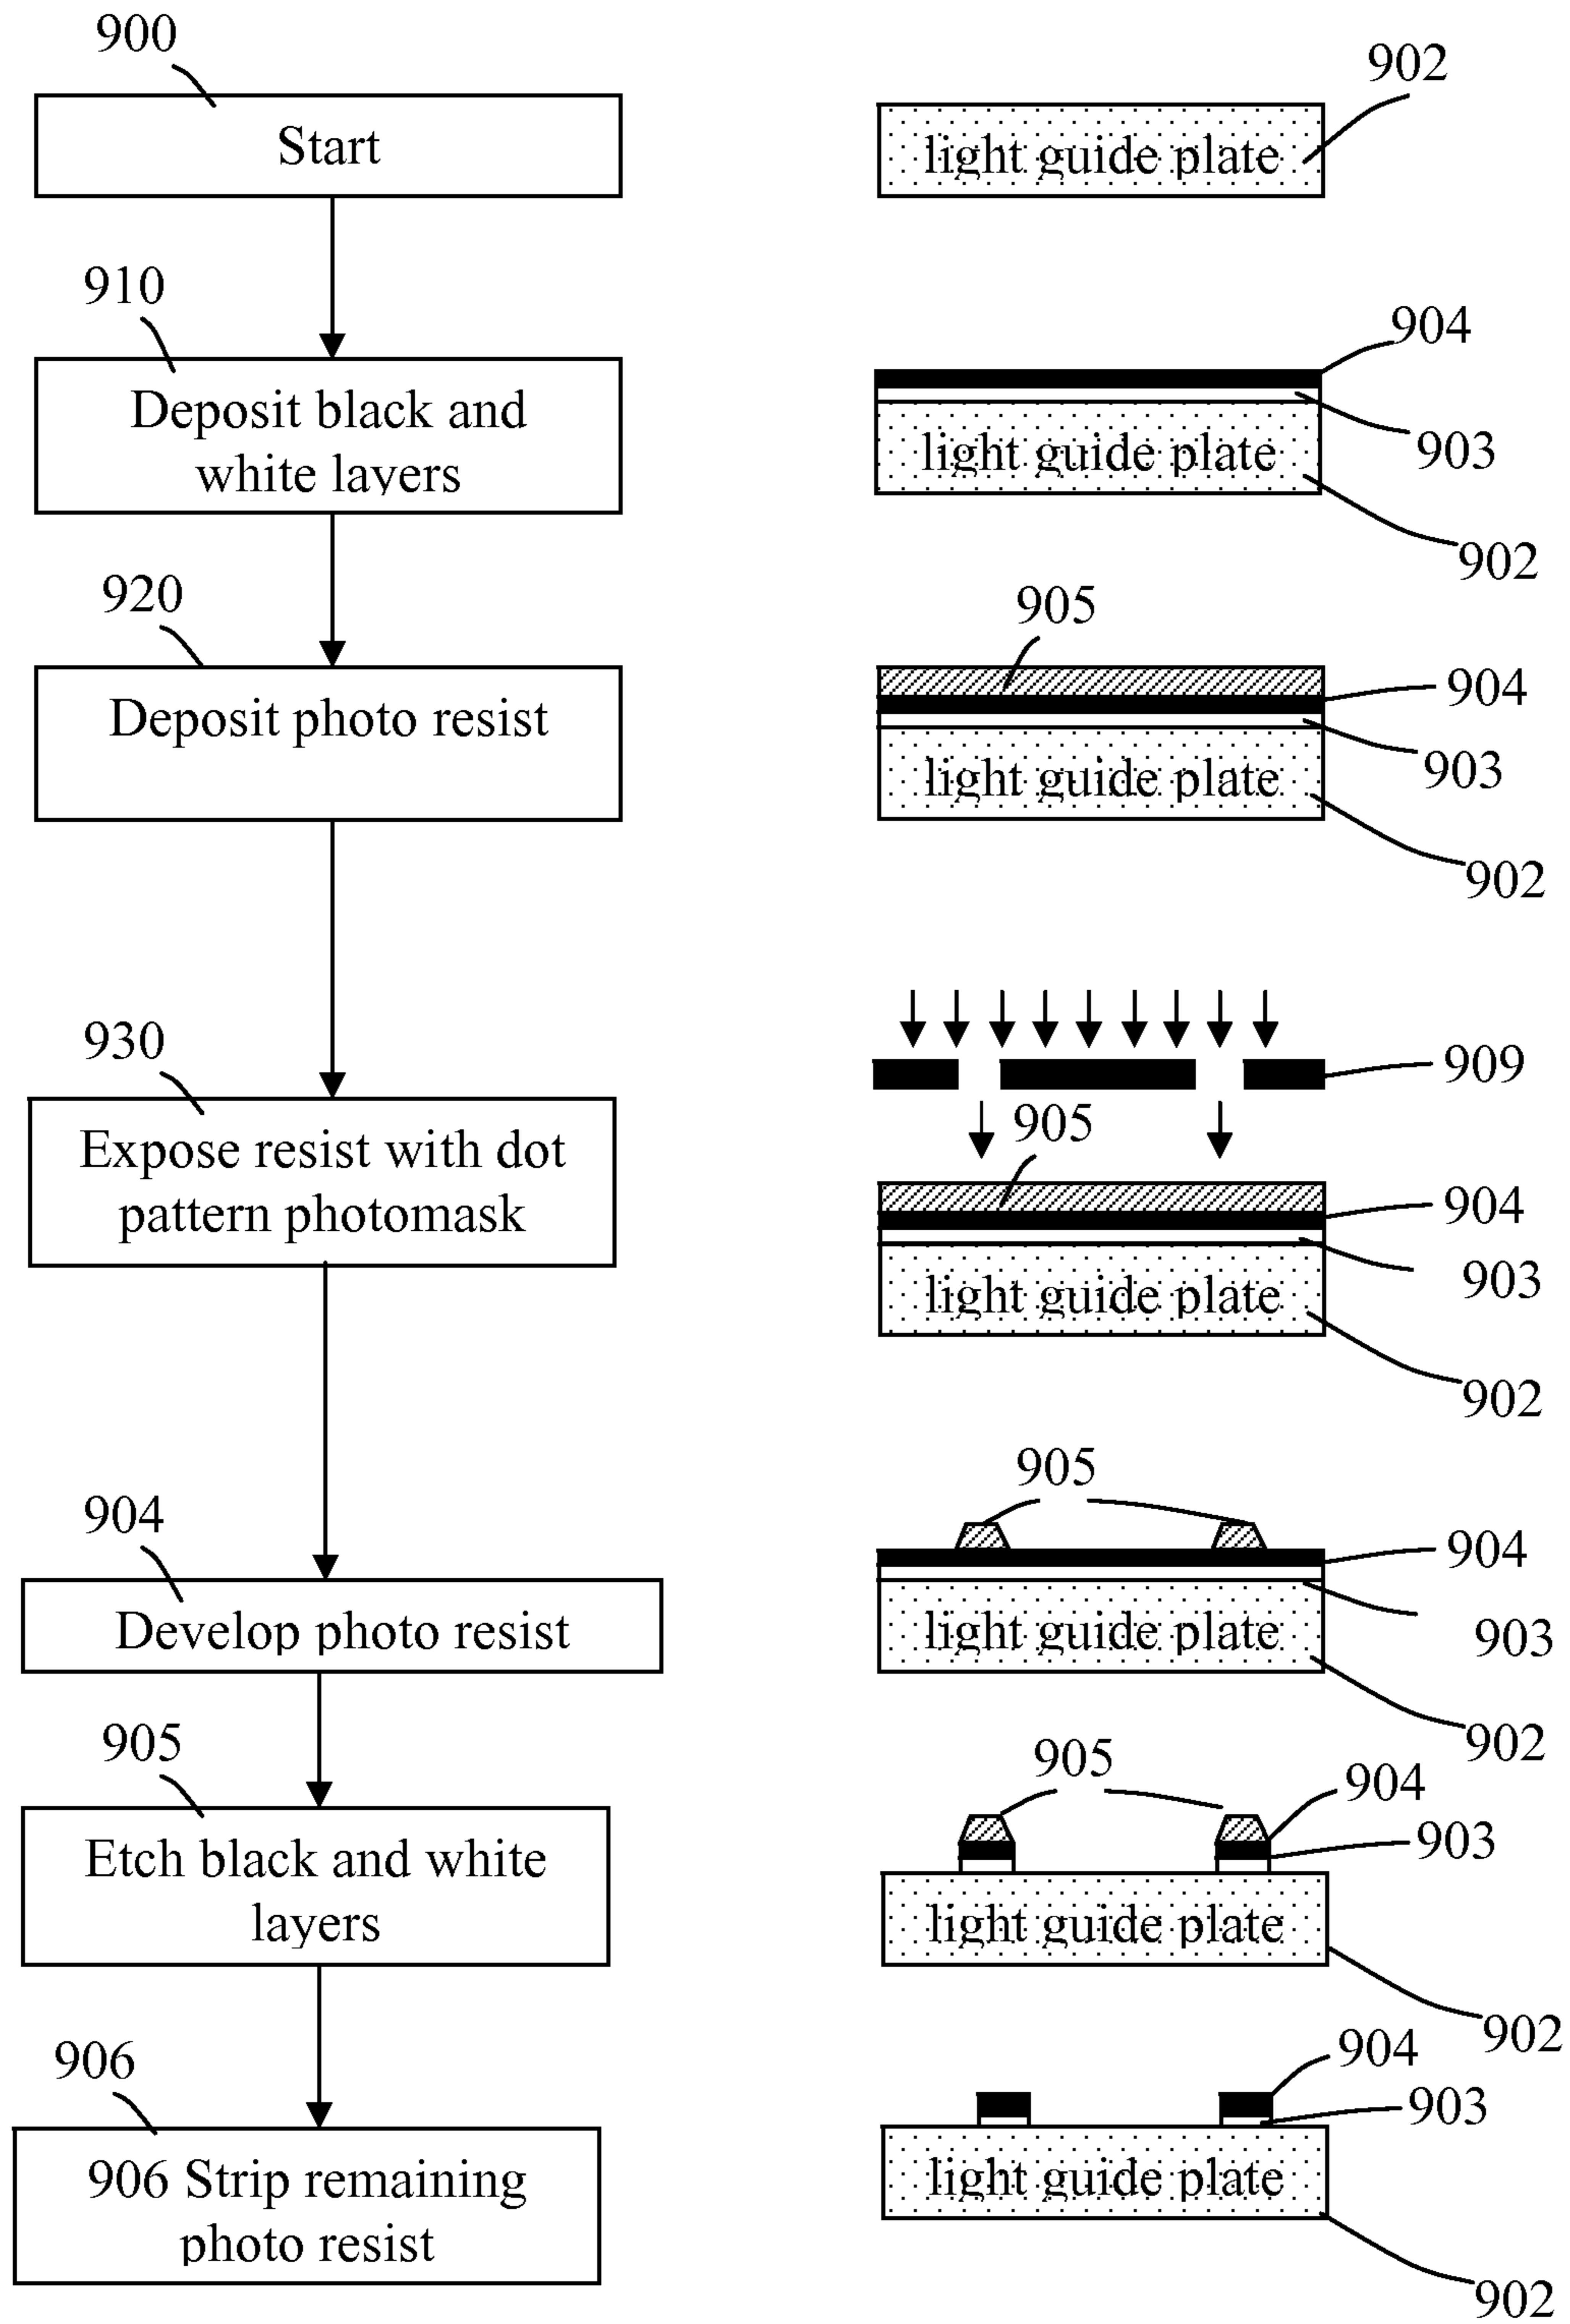 900
Start
902
light guide plate
910
Deposit black and
white layers
904
903
light guide plate
902
920
Deposit photo resist
905
904
903
light guide plate
902
930
Expose resist with dot
pattern photomask
909
905
904
903
light guide plate
902
904
Develop photo resist
905
904
903
light guide plate
902
905
Etch black and white
layers
905
904
903
light guide plate
902
906
906 Strip remaining
photo resist
904
903
light guide plate
902